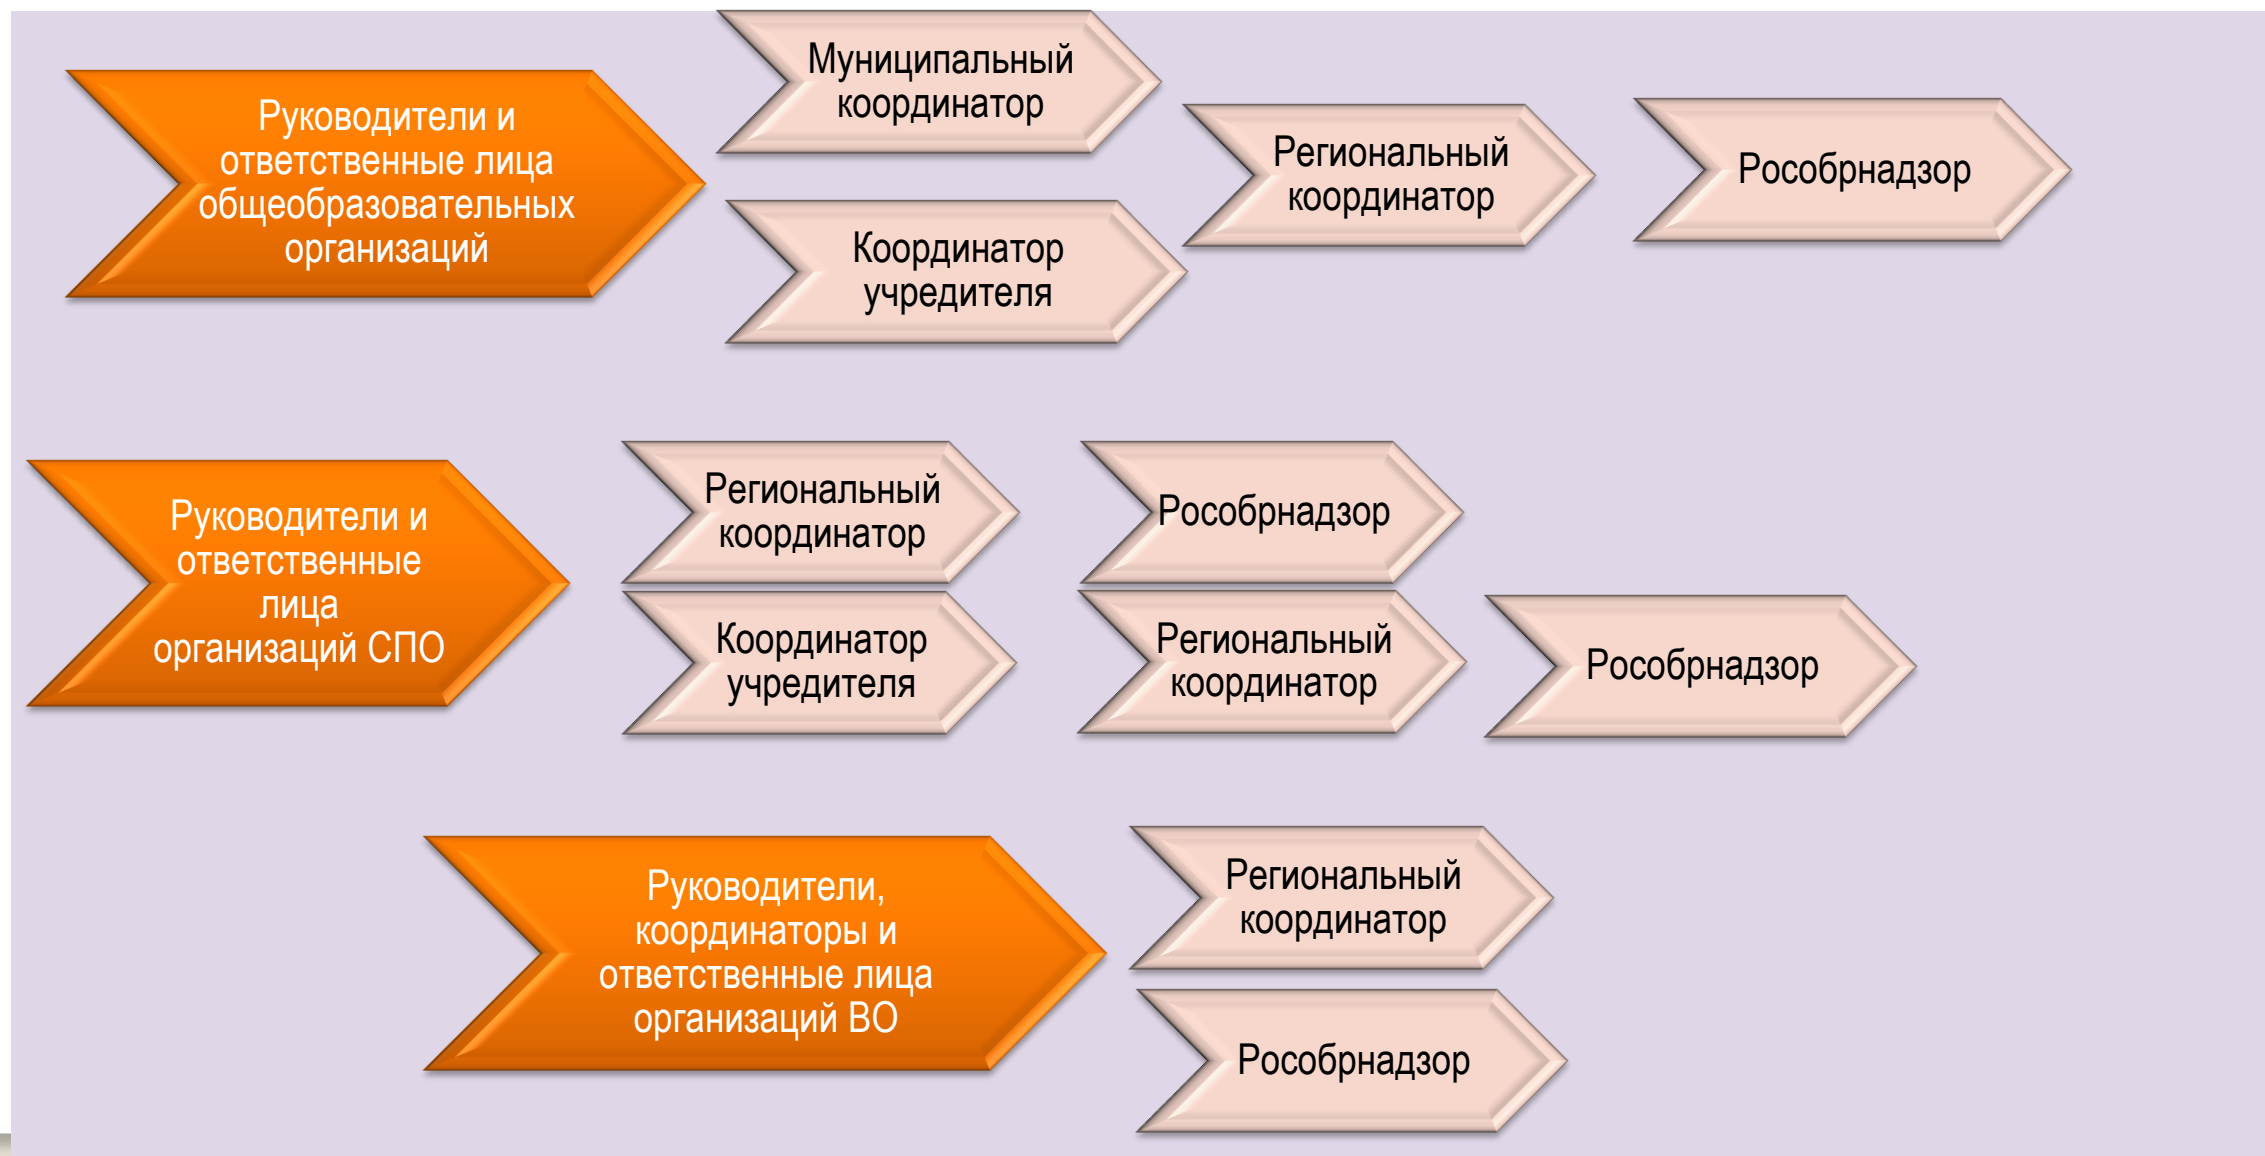 Руководители и
ответственные лица
общеобразовательных
организаций
Муниципальный
координатор
Координатор
учредителя
Региональный
координатор
Рособрнадзор
Руководители и
ответственные
лица
организаций СПО
Региональный
координатор
Рособрнадзор
Координатор
учредителя
Региональный
координатор
Рособрнадзор
Руководители,
координаторы и
ответственные лица
организаций ВО
Региональный
координатор
Рособрнадзор